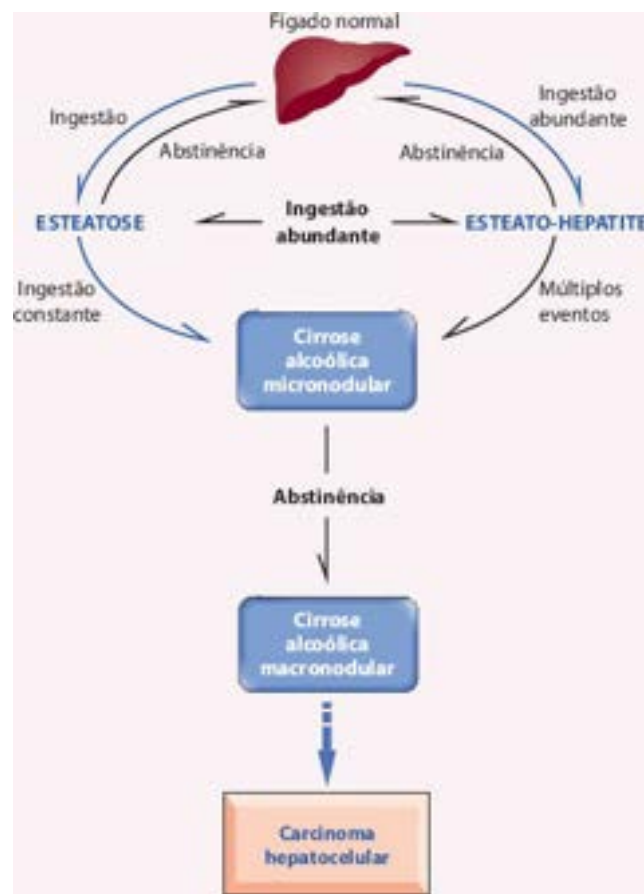 Fígado normal
Ingestão
Abstinência
Abstinência
Ingestão
abundante
ESTEATOSE
Ingestão
abundante
ESTEATO-HEPATITE
Ingestão
constante
Múltiplos
eventos
Cirrose
alcoólica
micronodular
Abstinência
Cirrose
alcoólica
macronodular
Carcinoma
hepatocelular